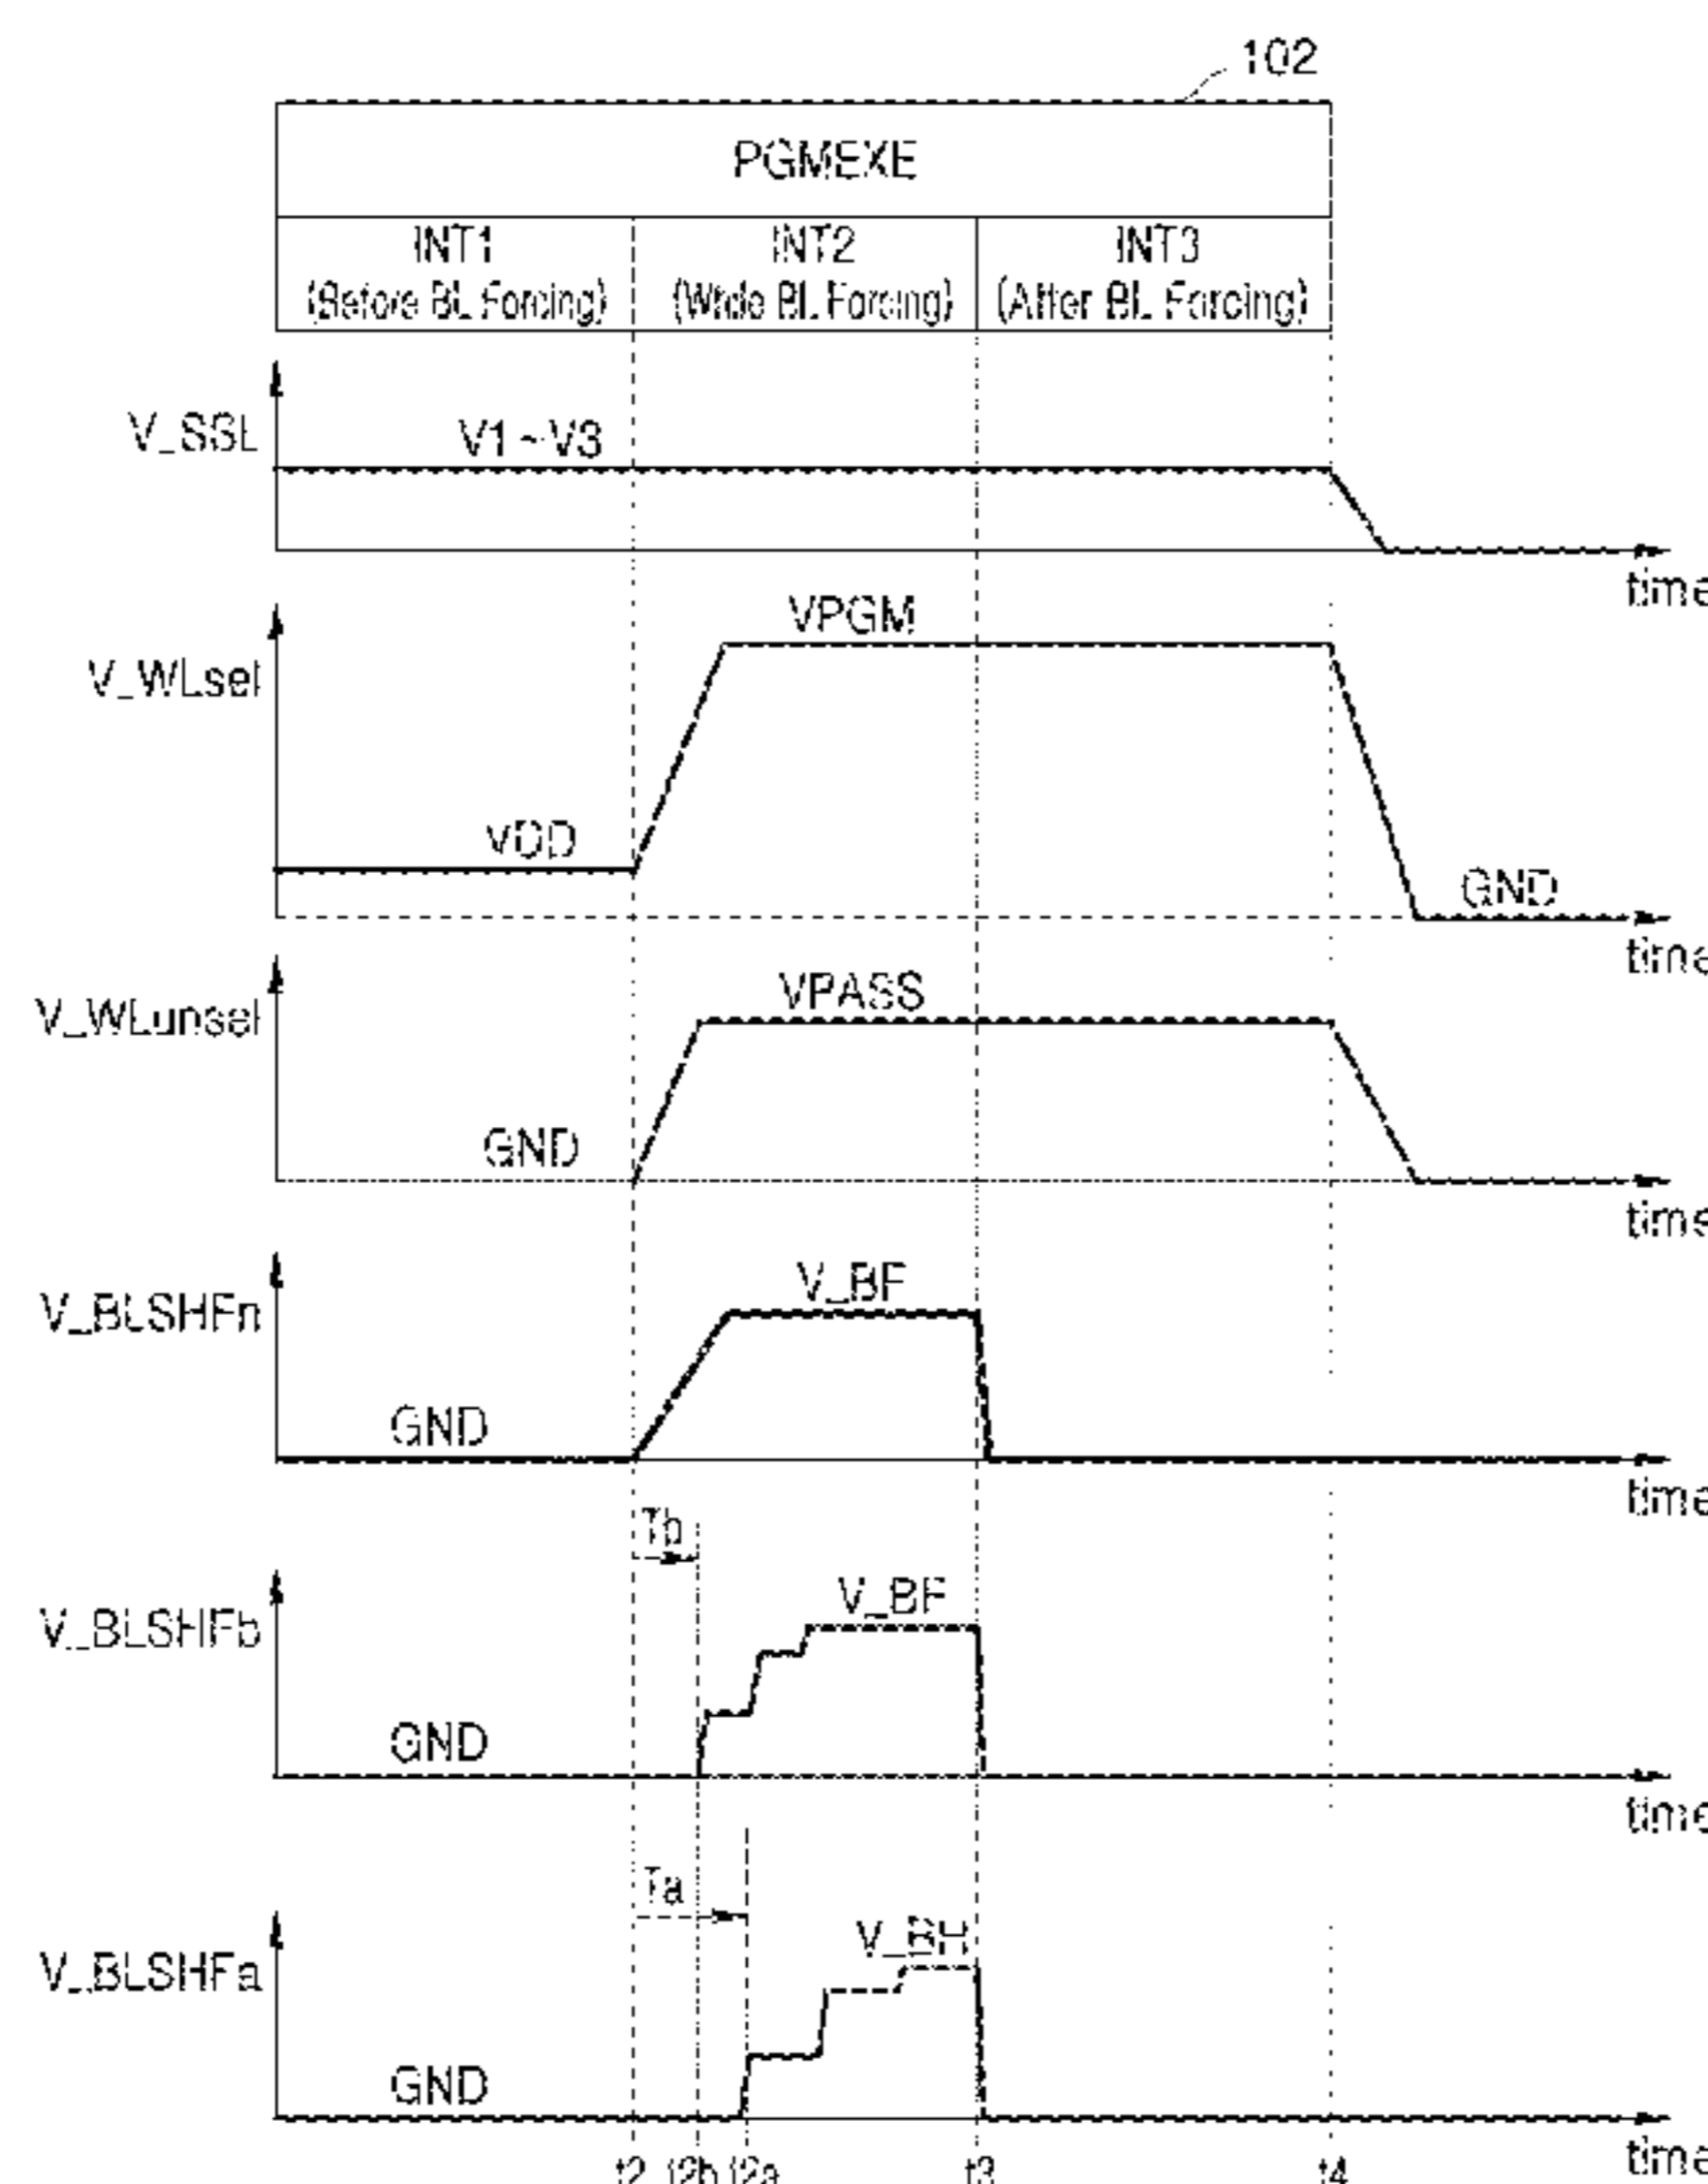 102
PGMEXE
INT1
(Before BL Forcing)
INT2
(While BL Forcing)
INT3
(After BL Forcing)
V_SSL
V1~V3
time
V_WLsel
VPGM
VDD
GND
time
V_WLunsel
VPASS
GND
time
V_BLSHFn
V_BF
GND
time
Tb
V_BLSHFb
V_BF
GND
time
Ta
V_BLSHFa
GND
time
t2 t2b t2a t3 t4